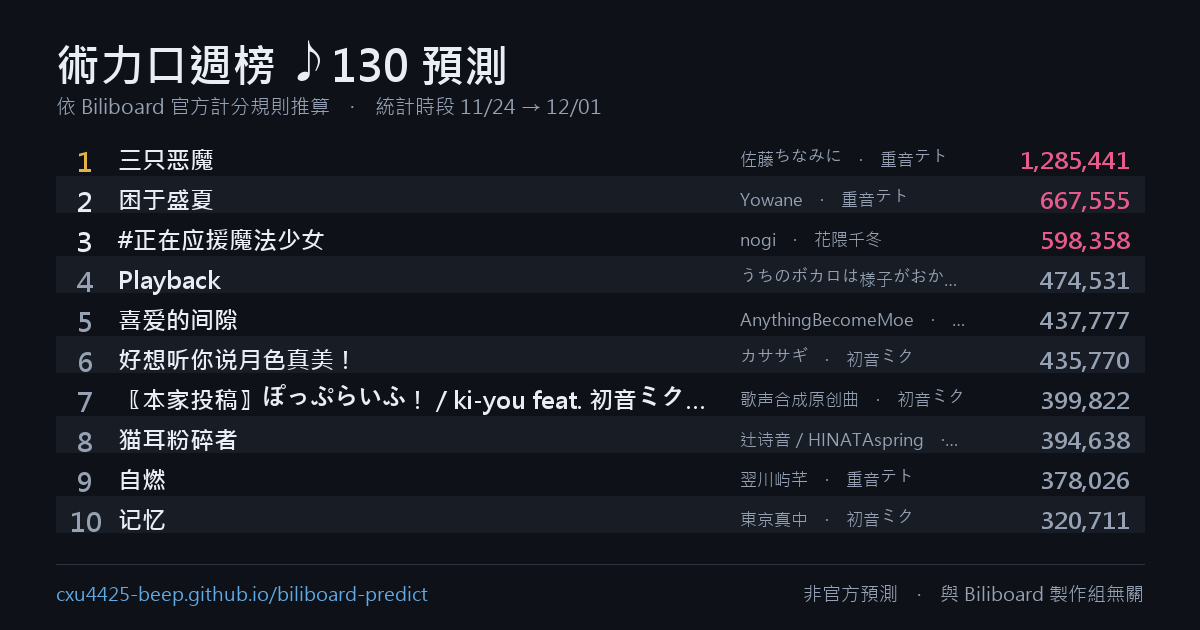 術力口週榜 ♪130 預測
依 Biliboard 官方計分規則推算 · 統計時段 11/24 → 12/01
1 三只恶魔 佐藤ちなみに · 重音テト 1,285,441
2 困于盛夏 Yowane · 重音テト 667,555
3 #正在应援魔法少女 nogi · 花隈千冬 598,358
4 Playback うちのボカロは様子がおか... 474,531
5 喜爱的间隙 AnythingBecomeMoe · ... 437,777
6 好想听你说月色真美！ カササギ · 初音ミク 435,770
7 〖本家投稿〗ぽっぷらいふ！ / ki-you feat. 初音ミク... 歌声合成原创曲 · 初音ミク 399,822
8 猫耳粉碎者 辻诗音 / HINATAspring ·... 394,638
9 自燃 翌川屿芊 · 重音テト 378,026
10 记忆 東京真中 · 初音ミク 320,711
cxu4425-beep.github.io/biliboard-predict 非官方預測 · 與 Biliboard 製作組無關